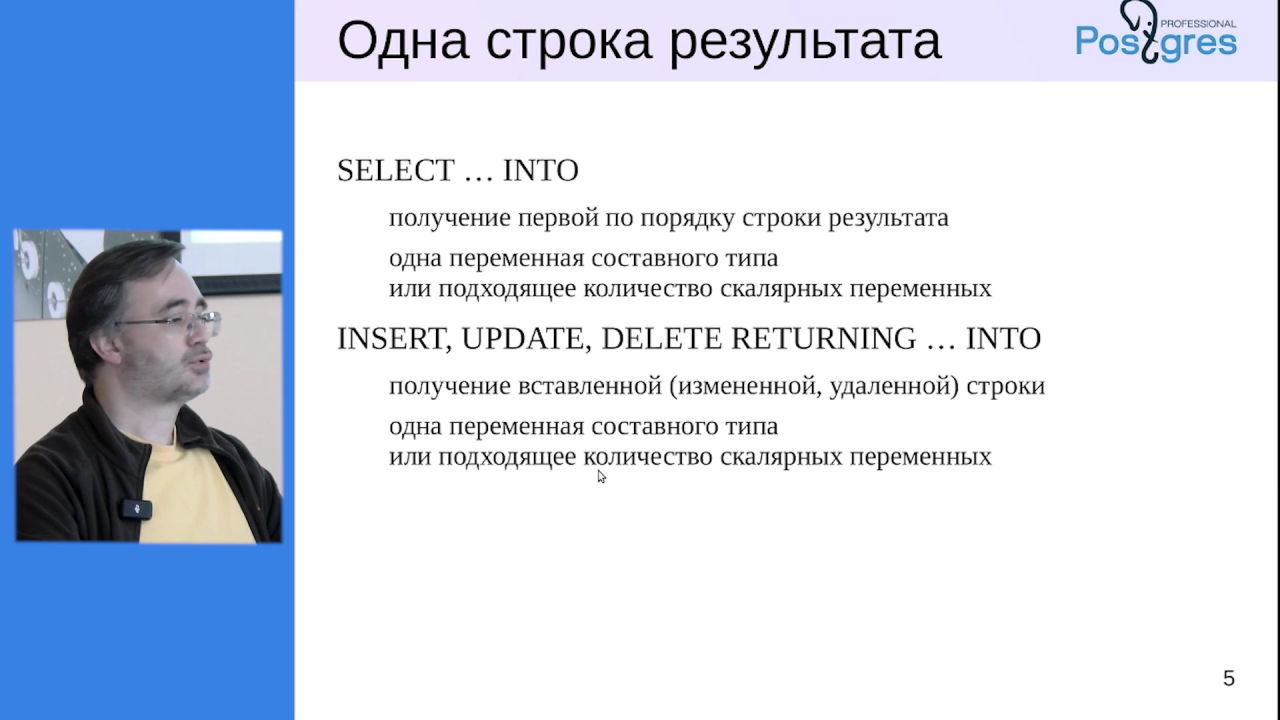 Одна строка результата
PROFESSIONAL
Postgres
SELECT … INTO
получение первой по порядку строки результата
одна переменная составного типа
или подходящее количество скалярных переменных
INSERT, UPDATE, DELETE RETURNING … INTO
получение вставленной (измененной, удаленной) строки
одна переменная составного типа
или подходящее количество скалярных переменных
5